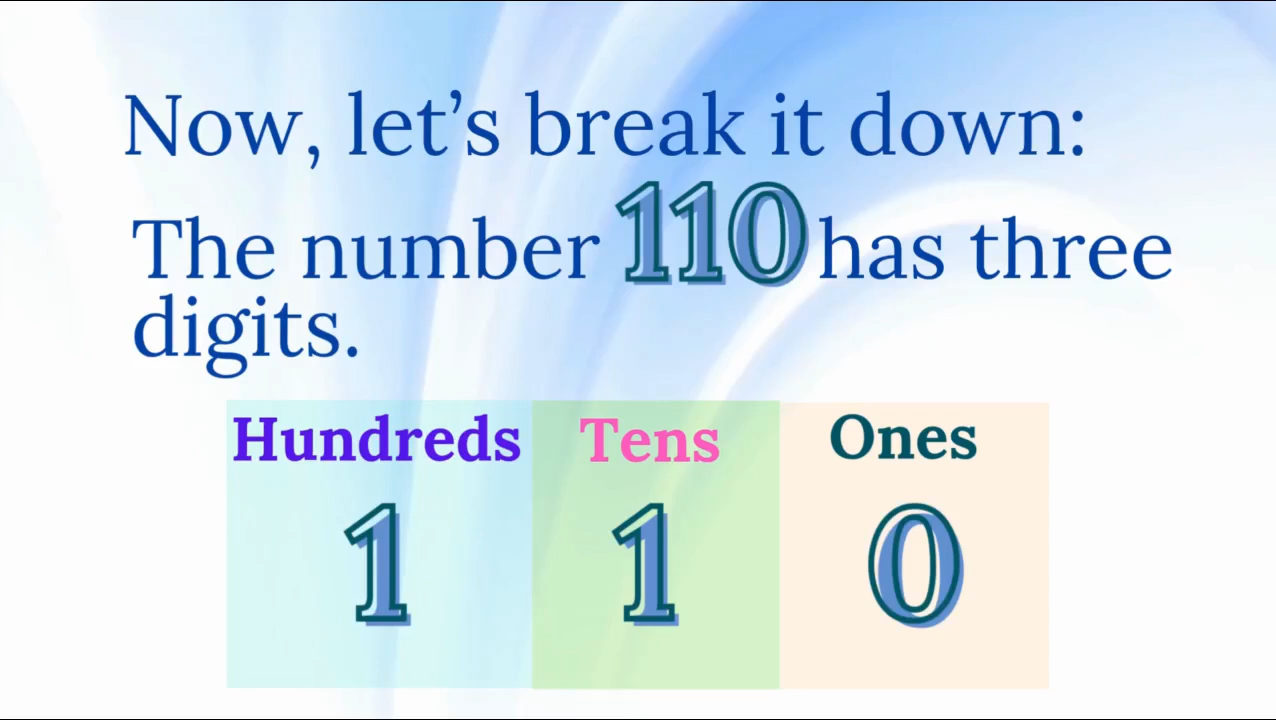 Now, let’s break it down:
The number 110 has three
digits.
Hundreds Tens Ones
1 1 0